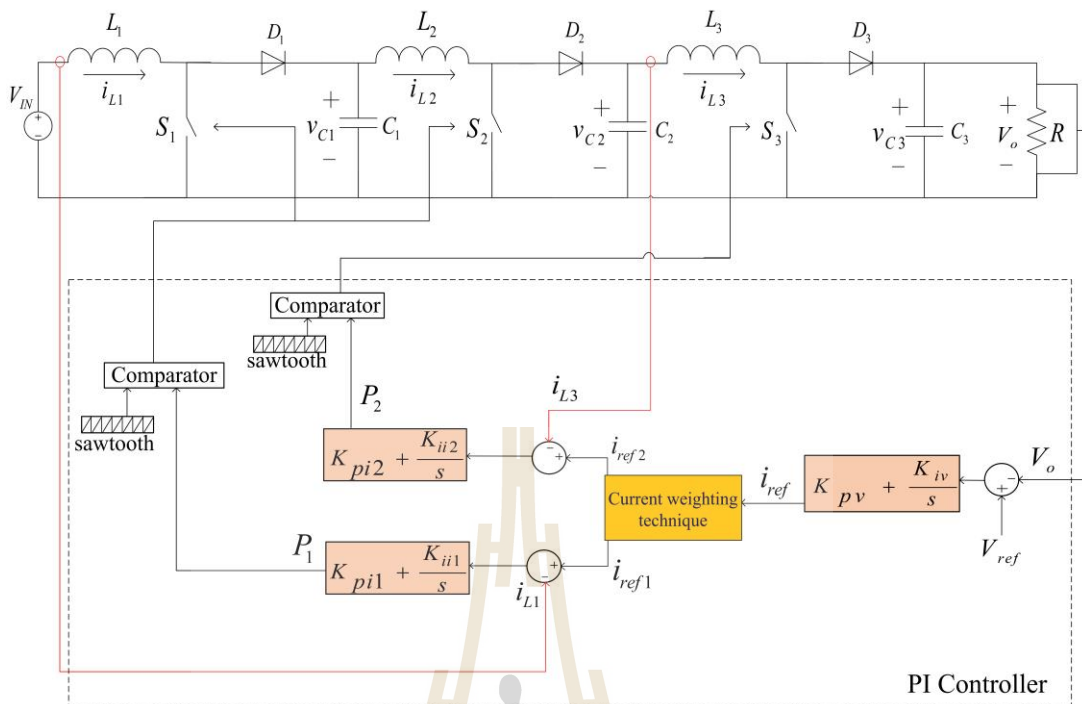 L1
L2
L3
D1
D2
D3
VIN
+
−
iL1
S1
+
vC1
−
C1
iL2
S2
+
vC2
−
C2
iL3
S3
+
vC3
−
C3
+
Vo
−
R
Comparator
sawtooth
Comparator
sawtooth
P2
Kpi2 + Kii2/s
iL3
−
+
iref2
Current weighting
technique
iref
Kpv + Kiv/s
−
+
Vo
Vref
P1
Kpi1 + Kii1/s
+
−
iL1
iref1
PI Controller